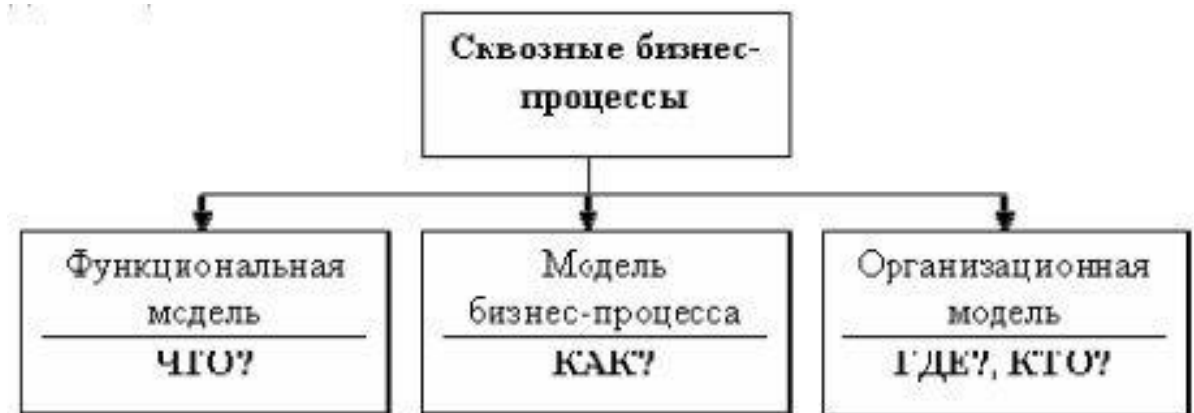 Сквозные бизнес-
процессы
Функциональная
модель
ЧТО?
Модель
бизнес-процесса
КАК?
Организационная
модель
ГДЕ?, КТО?